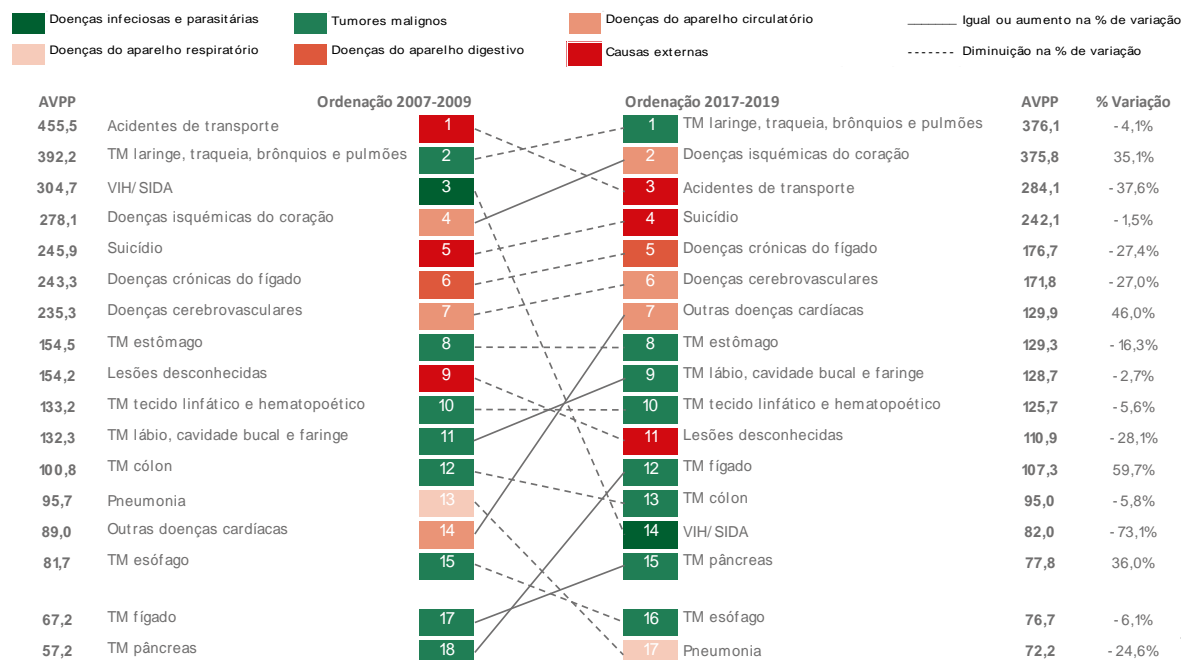 Doenças infeciosas e parasitárias Tumores malignos Doenças do aparelho circulatório Igual ou aumento na % de variação
Doenças do aparelho respiratório Doenças do aparelho digestivo Causas externas Diminuição na % de variação
AVPP Ordenação 2007-2009 Ordenação 2017-2019 AVPP % Variação
455,5 Acidentes de transporte 1 1 TM laringe, traqueia, brônquios e pulmões 376,1 - 4,1%
392,2 TM laringe, traqueia, brônquios e pulmões 2 2 Doenças isquémicas do coração 375,8 35,1%
304,7 VIH/ SIDA 3 3 Acidentes de transporte 284,1 - 37,6%
278,1 Doenças isquémicas do coração 4 4 Suicídio 242,1 - 1,5%
245,9 Suicídio 5 5 Doenças crónicas do fígado 176,7 - 27,4%
243,3 Doenças crónicas do fígado 6 6 Doenças cerebrovasculares 171,8 - 27,0%
235,3 Doenças cerebrovasculares 7 7 Outras doenças cardíacas 129,9 46,0%
154,5 TM estômago 8 8 TM estômago 129,3 - 16,3%
154,2 Lesões desconhecidas 9 9 TM lábio, cavidade bucal e faringe 128,7 - 2,7%
133,2 TM tecido linfático e hematopoético 10 10 TM tecido linfático e hematopoético 125,7 - 5,6%
132,3 TM lábio, cavidade bucal e faringe 11 11 Lesões desconhecidas 110,9 - 28,1%
100,8 TM cólon 12 12 TM fígado 107,3 59,7%
95,7 Pneumonia 13 13 TM cólon 95,0 - 5,8%
89,0 Outras doenças cardíacas 14 14 VIH/ SIDA 82,0 - 73,1%
81,7 TM esófago 15 15 TM pâncreas 77,8 36,0%
67,2 TM fígado 17 16 TM esófago 76,7 - 6,1%
57,2 TM pâncreas 18 17 Pneumonia 72,2 - 24,6%